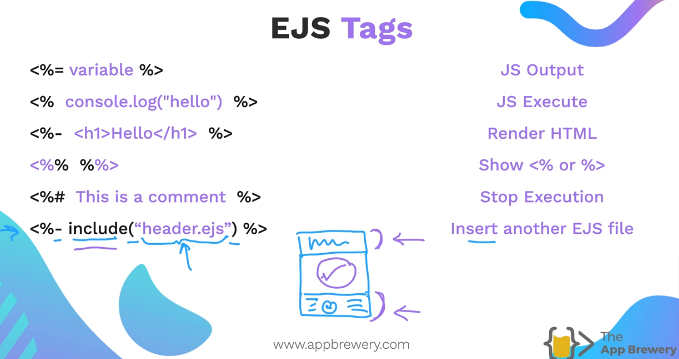 EJS Tags
<%= variable %> JS Output
<% console.log("hello") %> JS Execute
<%- <h1>Hello</h1> %> Render HTML
<%% %%> Show <% or %>
<%# This is a comment %> Stop Execution
<%- include(“header.ejs”) %> Insert another EJS file
www.appbrewery.com
The
App Brewery